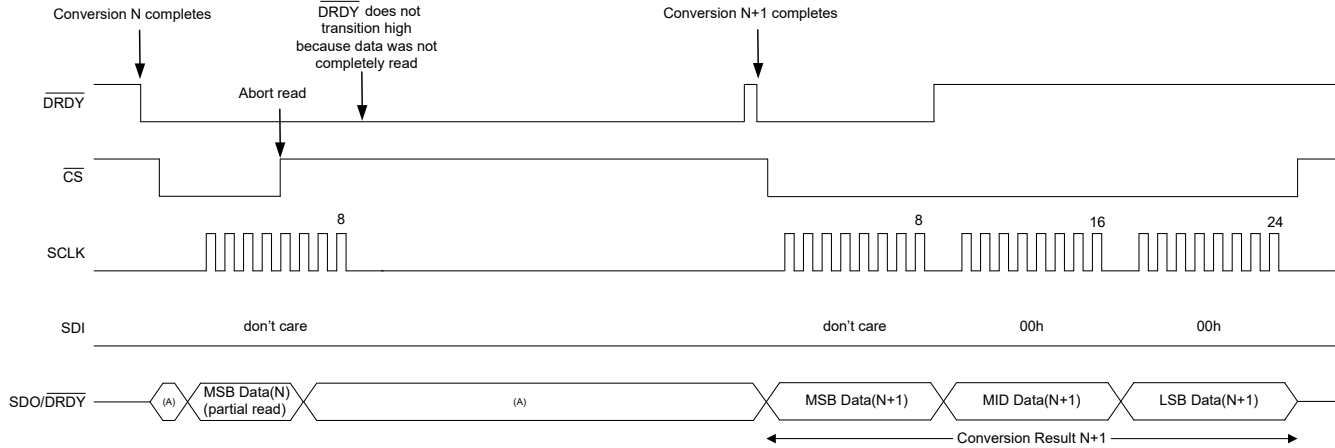 Conversion N completes
DRDY does not
transition high
because data was not
completely read
Conversion N+1 completes
Abort read
DRDY
CS
8
8
16
24
SCLK
SDI
don't care
don't care
00h
00h
SDO/DRDY
(A)
MSB Data(N)
(partial read)
(A)
MSB Data(N+1)
MID Data(N+1)
LSB Data(N+1)
Conversion Result N+1